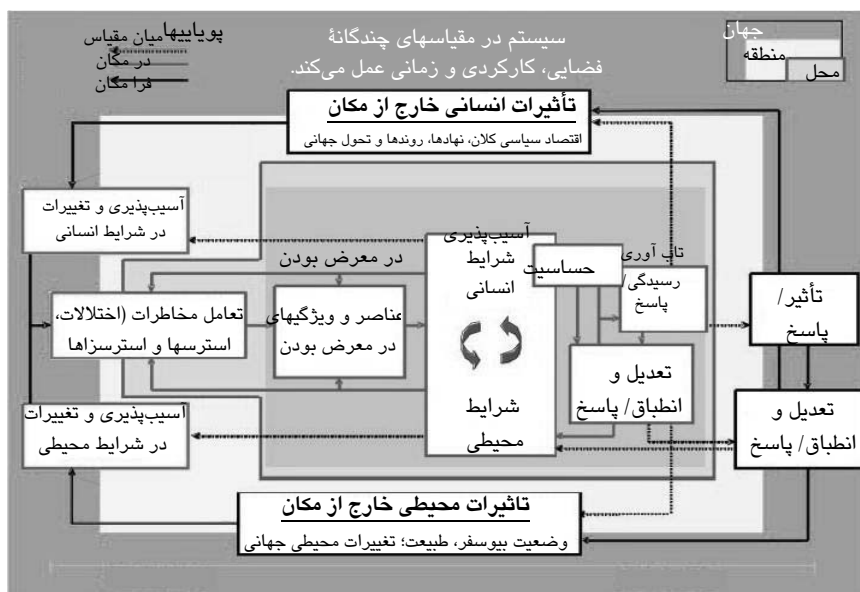 سیستم در مقیاسهای چندگانۀ
فضایی، کارکردی و زمانی عمل می‌کند.
جهان
منطقه
محل
پویاییها
میان مقیاس
در مکان
فرا مکان
تأثیرات انسانی خارج از مکان
اقتصاد سیاسی کلان، نهادها، روندها و تحول جهانی
آسیب‌پذیری و تغییرات
در شرایط انسانی
تعامل مخاطرات (اختلالات،
استرسها و استرسزاها
آسیب‌پذیری و تغییرات
در شرایط محیطی
در معرض بودن
عناصر و ویژگیهای
در معرض بودن
آسیب‌پذیری
شرایط
انسانی
شرایط
محیطی
حساسیت
تاب آوری
رسیدگی/
پاسخ
تعدیل و
انطباق/ پاسخ
تأثیر/
پاسخ
تعدیل و
انطباق/ پاسخ
تاثیرات محیطی خارج از مکان
وضعیت بیوسفر، طبیعت؛ تغییرات محیطی جهانی